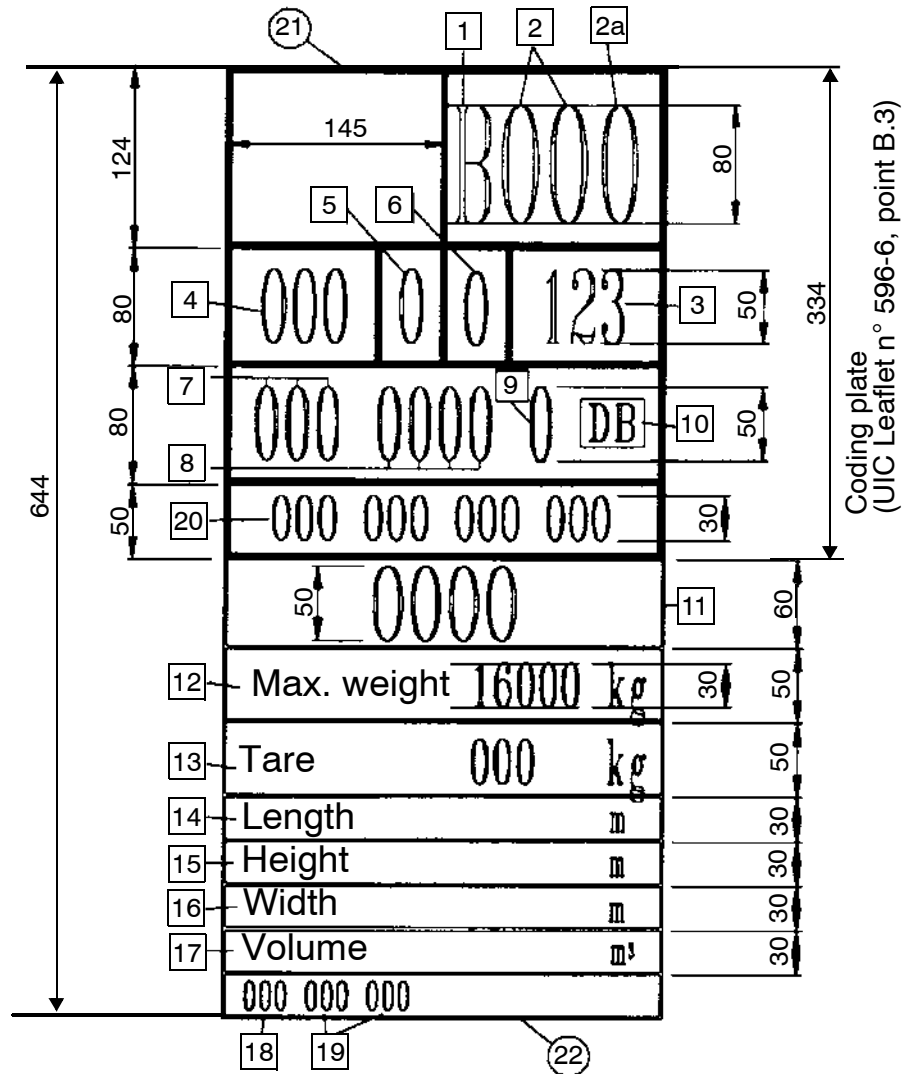 21 1 2 2a
145 B000
124 80
5 6
4 000 0 0 123 3
80 50
334
Coding plate
(UIC Leaflet n° 596-6, point B.3)
7 9
000 0000 0 DB 10
80 50
8
644
20 000 000 000 000
50 30
50 0000 11
60
12 Max. weight 16000 kg
30 50
13 Tare 000 kg
50
14 Length m
30
15 Height m
30
16 Width m
30
17 Volume m³
30
000 000 000
18 19 22